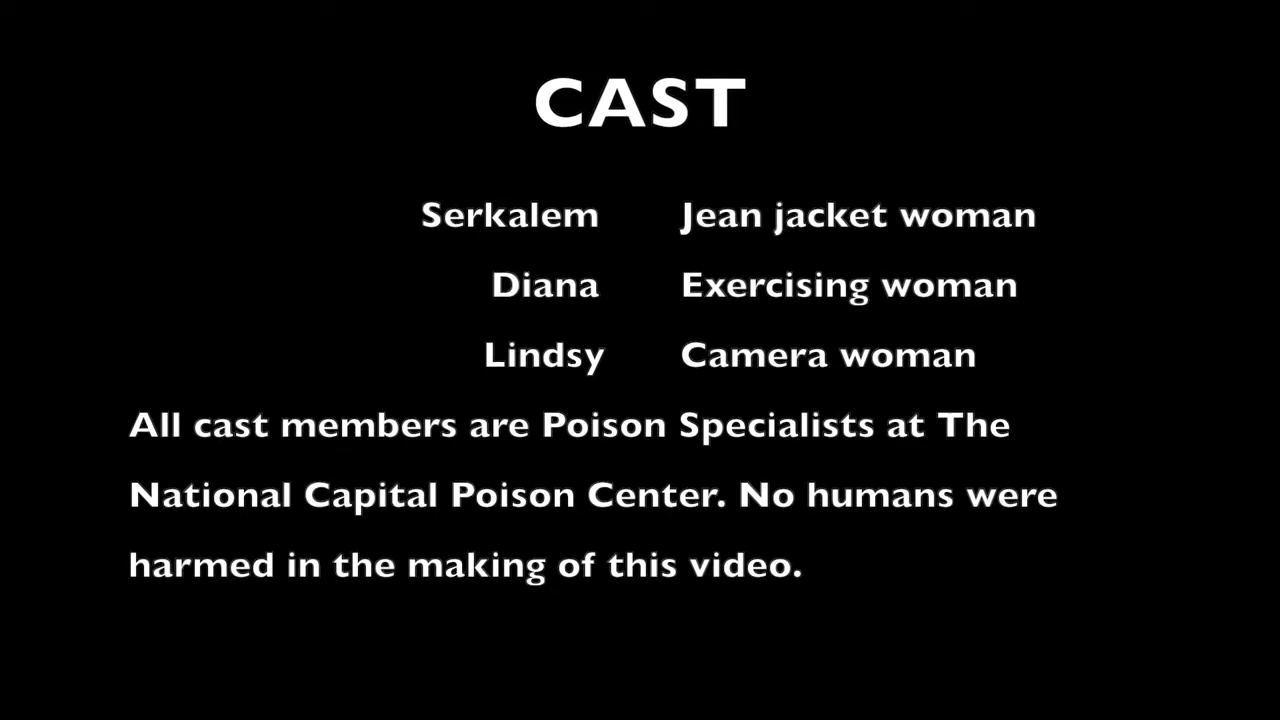 CAST
Serkalem Jean jacket woman
Diana Exercising woman
Lindsy Camera woman
All cast members are Poison Specialists at The
National Capital Poison Center. No humans were
harmed in the making of this video.